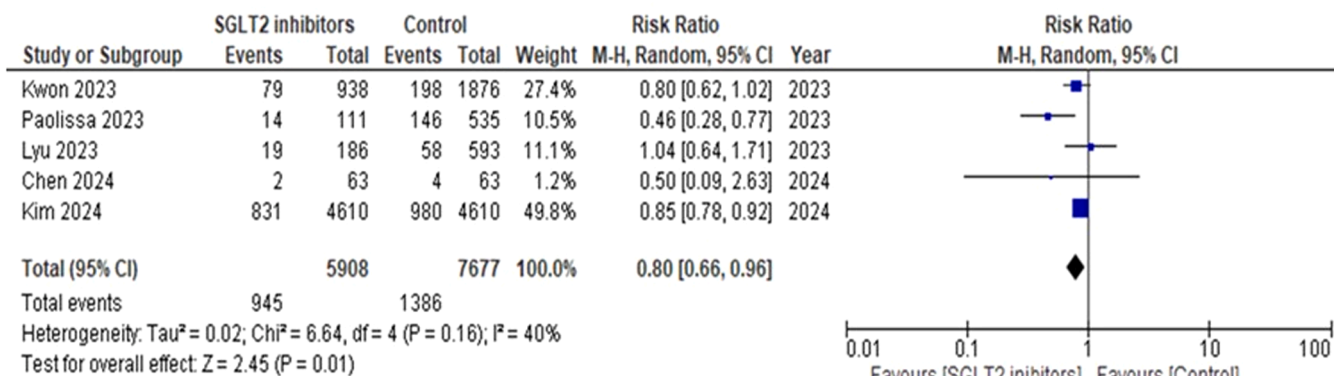 SGLT2 inhibitors Control Risk Ratio Risk Ratio
Study or Subgroup Events Total Events Total Weight M-H, Random, 95% CI Year M-H, Random, 95% CI
Kwon 2023 79 938 198 1876 27.4% 0.80 [0.62, 1.02] 2023
Paolissa 2023 14 111 146 535 10.5% 0.46 [0.28, 0.77] 2023
Lyu 2023 19 186 58 593 11.1% 1.04 [0.64, 1.71] 2023
Chen 2024 2 63 4 63 1.2% 0.50 [0.09, 2.63] 2024
Kim 2024 831 4610 980 4610 49.8% 0.85 [0.78, 0.92] 2024
Total (95% CI) 5908 7677 100.0% 0.80 [0.66, 0.96]
Total events 945 1386
Heterogeneity: Tau² = 0.02; Chi² = 6.64, df = 4 (P = 0.16); I² = 40%
Test for overall effect: Z = 2.45 (P = 0.01)
0.01 0.1 1 10 100
Favours [SGLT2 inibitors] Favours [Control]